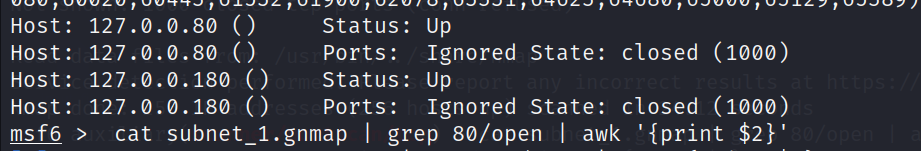 Host: 127.0.0.80 () Status: Up
Host: 127.0.0.80 () Ports: Ignored State: closed (1000)
Host: 127.0.0.180 () Status: Up
Host: 127.0.0.180 () Ports: Ignored State: closed (1000)
msf6 > cat subnet_1.gnmap | grep 80/open | awk '{print $2}'